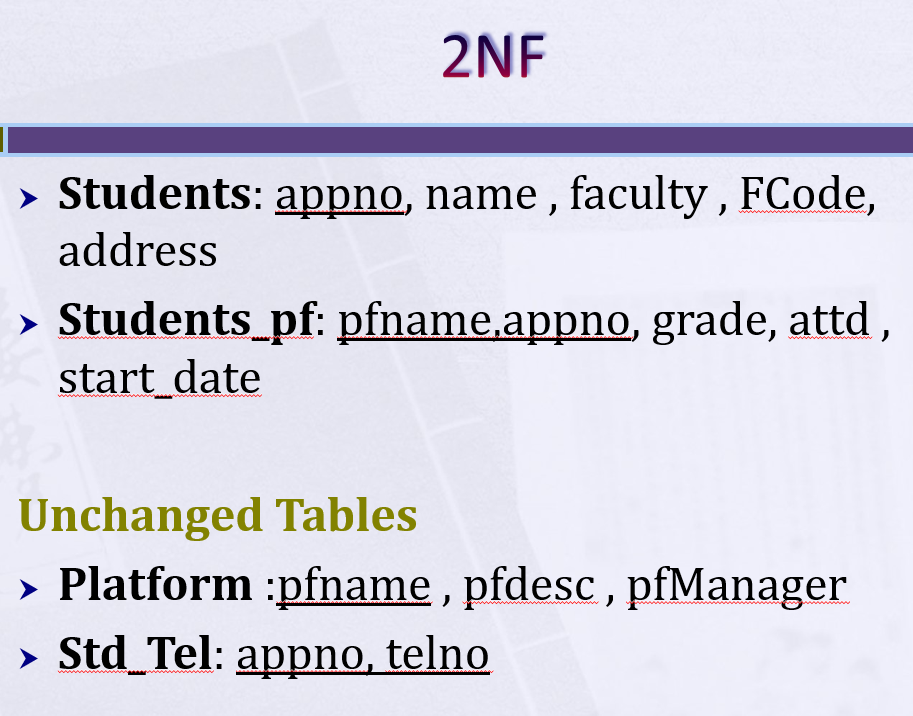 2NF
Students: appno, name , faculty , FCode,
address
Students_pf: pfname,appno, grade, attd ,
start_date
Unchanged Tables
Platform :pfname , pfdesc , pfManager
Std_Tel: appno, telno